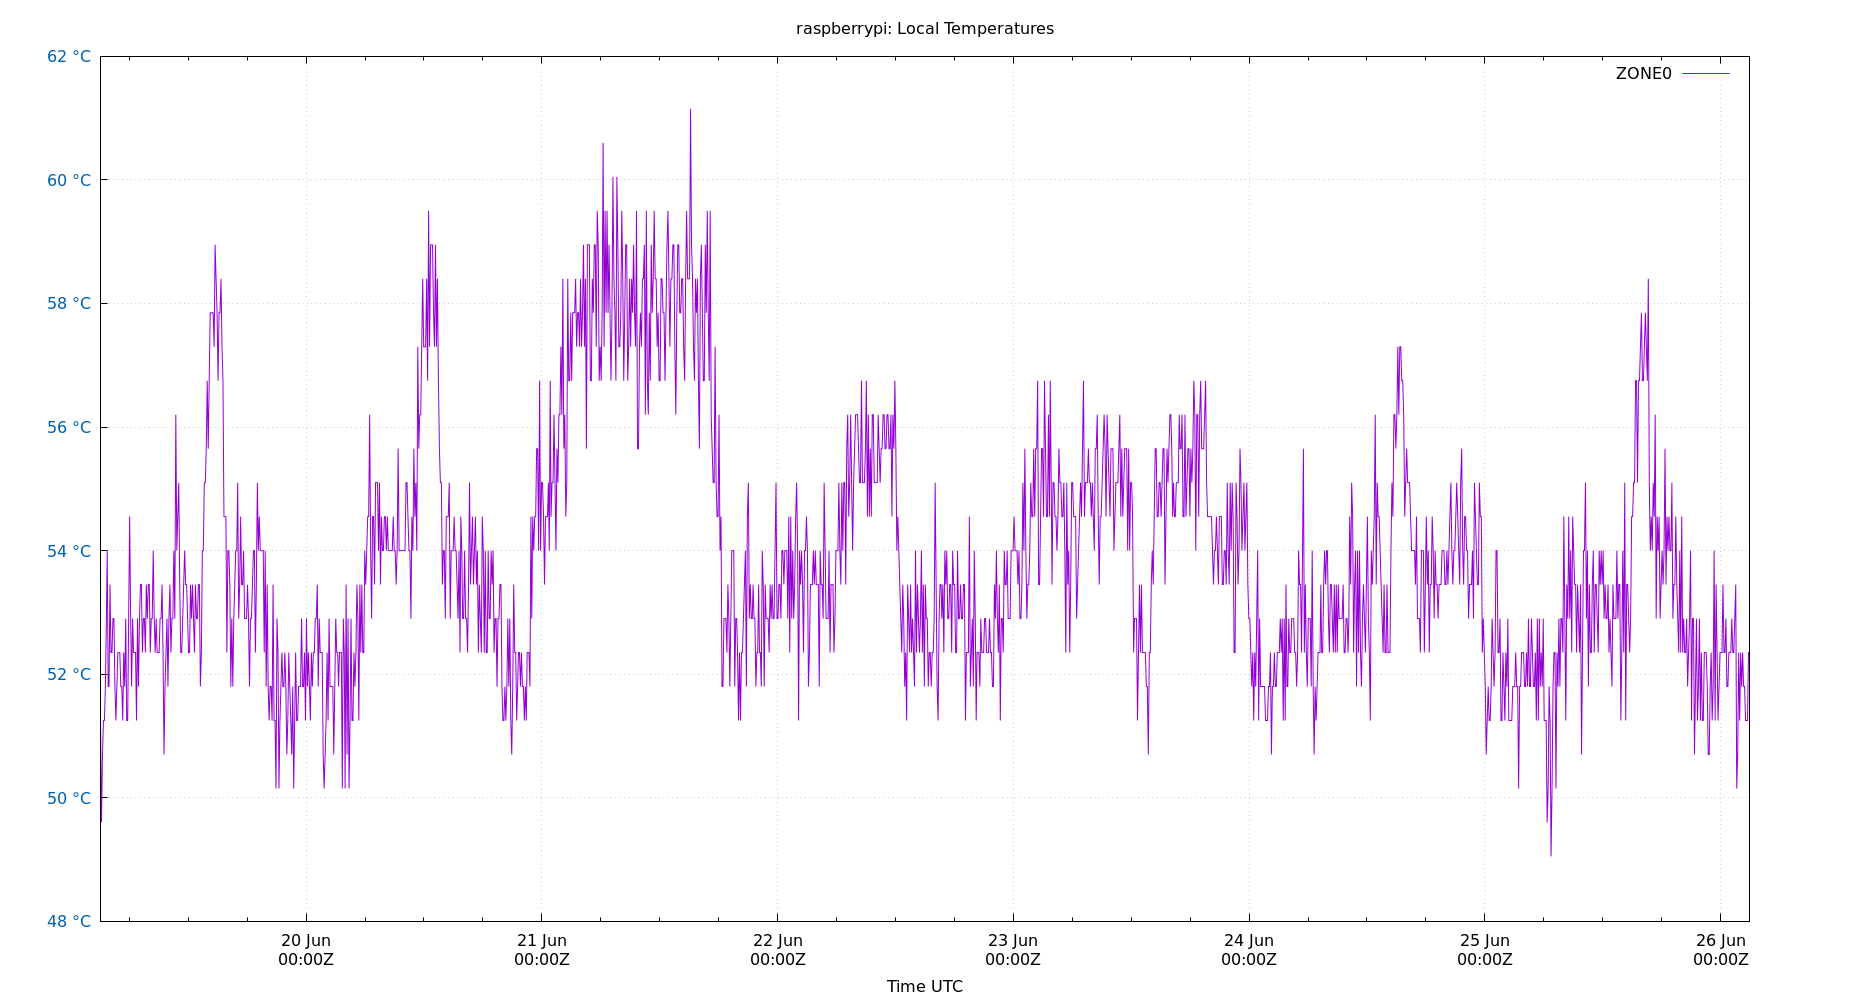 raspberrypi: Local Temperatures
62 °C
ZONE0
60 °C
58 °C
56 °C
54 °C
52 °C
50 °C
48 °C
20 Jun 21 Jun 22 Jun 23 Jun 24 Jun 25 Jun 26 Jun
00:00Z 00:00Z 00:00Z 00:00Z 00:00Z 00:00Z 00:00Z
Time UTC